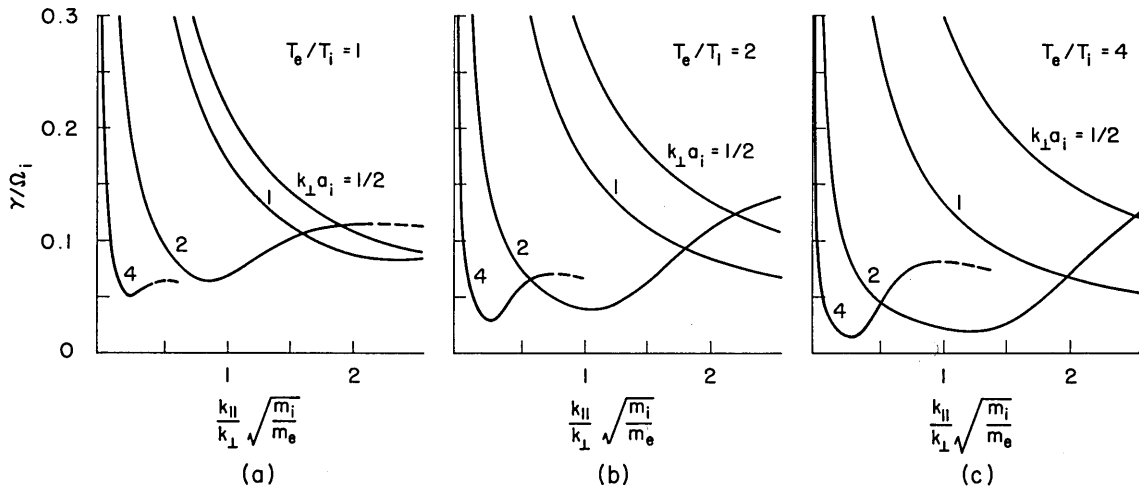 γ/Ω_i
0.3
0.2
0.1
0
T_e/T_i = 1
k_⊥ a_i = 1/2
1
2
4
1 2
k_∥/k_⊥ √(m_i/m_e)
(a)
T_e/T_1 = 2
k_⊥ a_i = 1/2
1
2
4
1 2
k_∥/k_⊥ √(m_i/m_e)
(b)
T_e/T_i = 4
k_⊥ a_i = 1/2
1
2
4
1 2
k_∥/k_⊥ √(m_i/m_e)
(c)